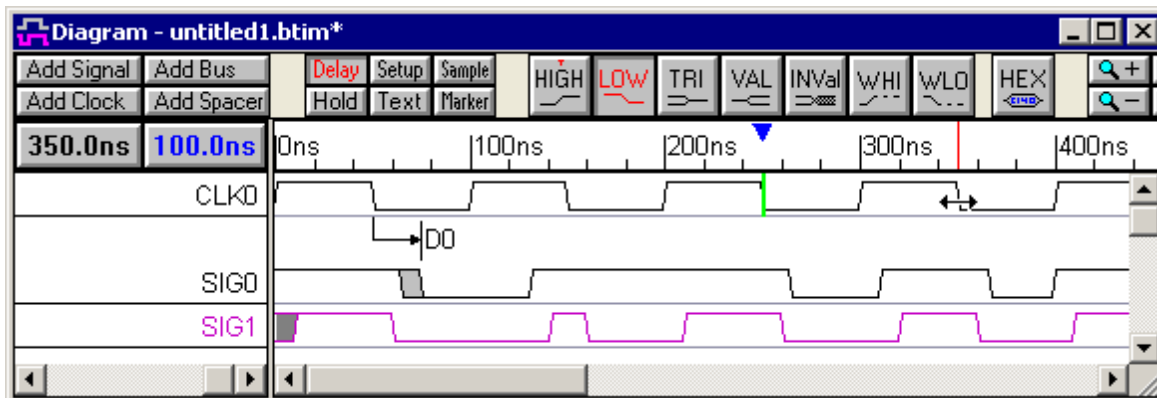 Diagram - untitled1.btim*
Add Signal Add Bus Delay Setup Sample HIGH LOW TRI VAL INVal WHI WLO HEX
Add Clock Add Spacer Hold Text Marker
350.0ns 100.0ns 0ns 100ns 200ns 300ns 400ns
CLK0
D0
SIG0
SIG1